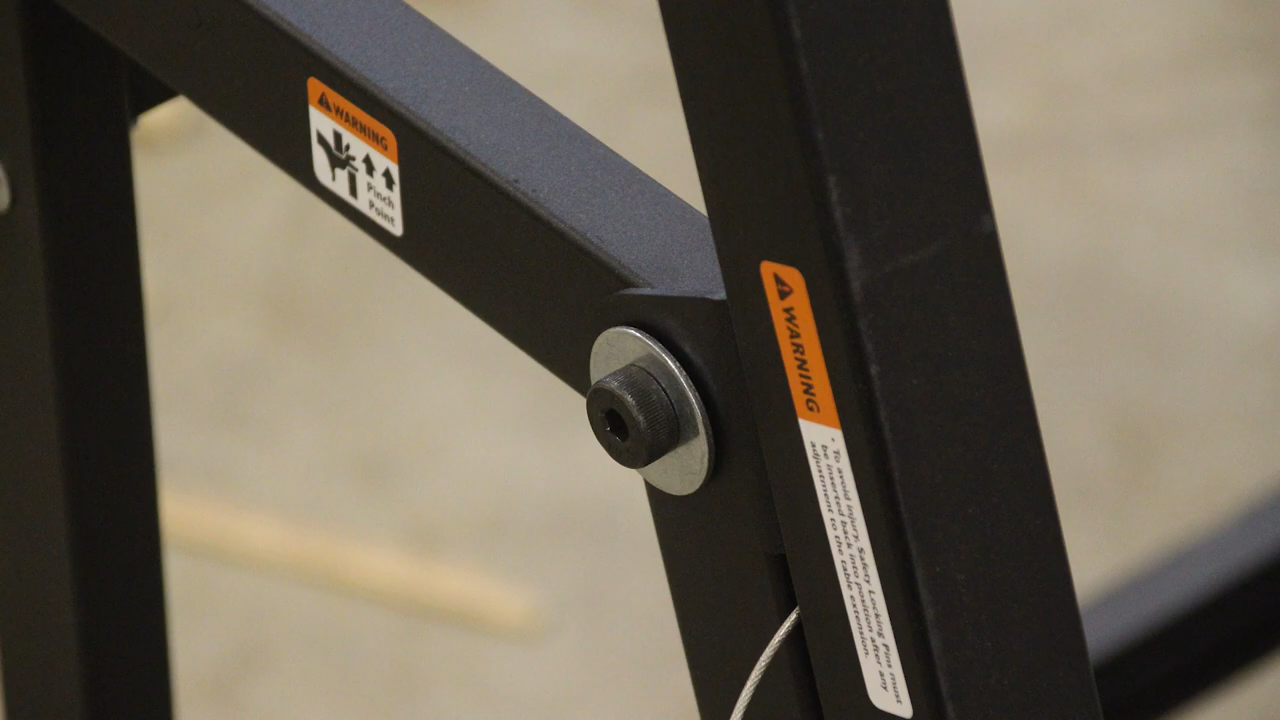 WARNING
Pinch
Point
WARNING
* To avoid injury, Safety Locking Pins must
be inserted back into position after any
adjustment to the table extension.